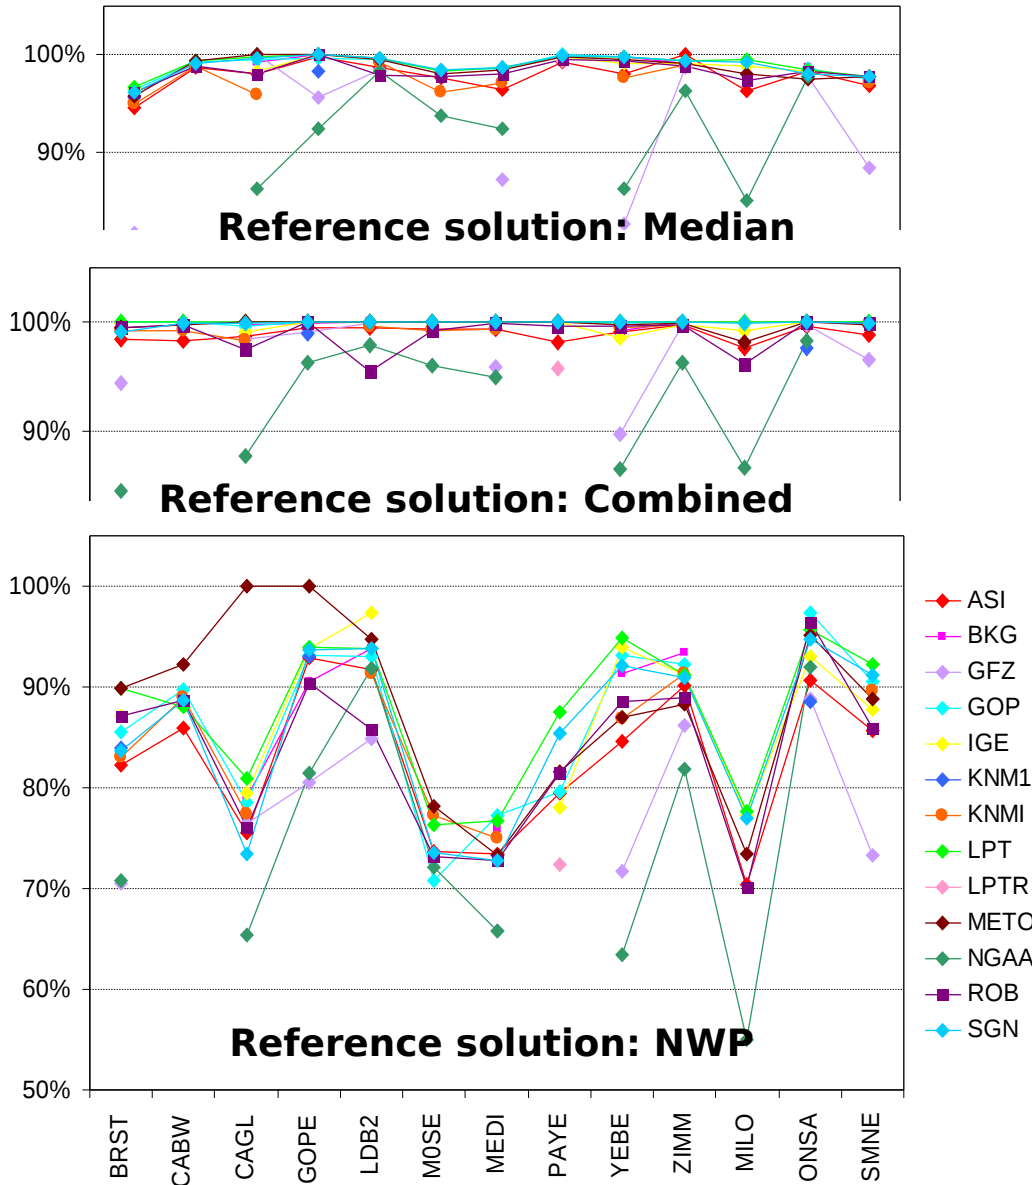 100%
90%
Reference solution: Median
100%
90%
Reference solution: Combined
100%
90%
80%
70%
60%
50%
Reference solution: NWP
ASI
BKG
GFZ
GOP
IGE
KNM1
KNMI
LPT
LPTR
METO
NGAA
ROB
SGN
BRST
CABW
CAGL
GOPE
LDB2
M0SE
MEDI
PAYE
YEBE
ZIMM
MILO
ONSA
SMNE